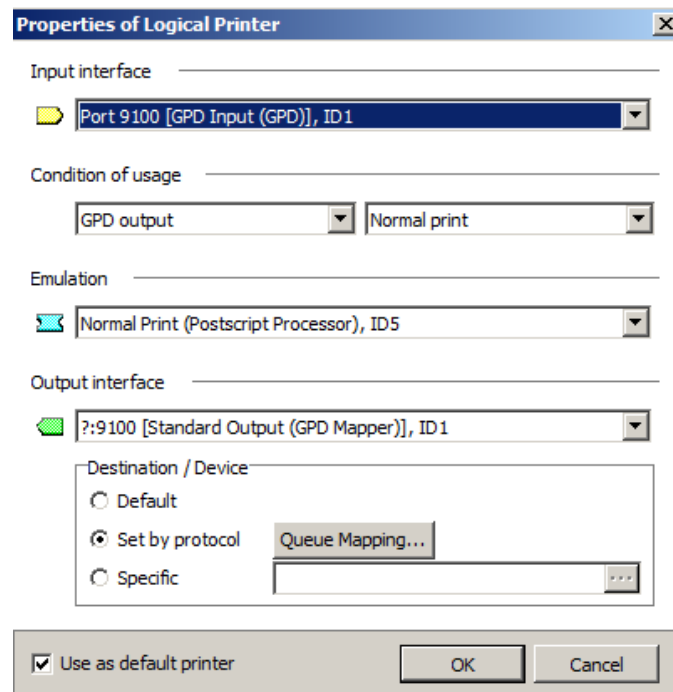 Properties of Logical Printer
Input interface
Port 9100 [GPD Input (GPD)], ID1
Condition of usage
GPD output Normal print
Emulation
Normal Print (Postscript Processor), ID5
Output interface
?:9100 [Standard Output (GPD Mapper)], ID1
Destination / Device
Default
Set by protocol Queue Mapping...
Specific ...
Use as default printer OK Cancel